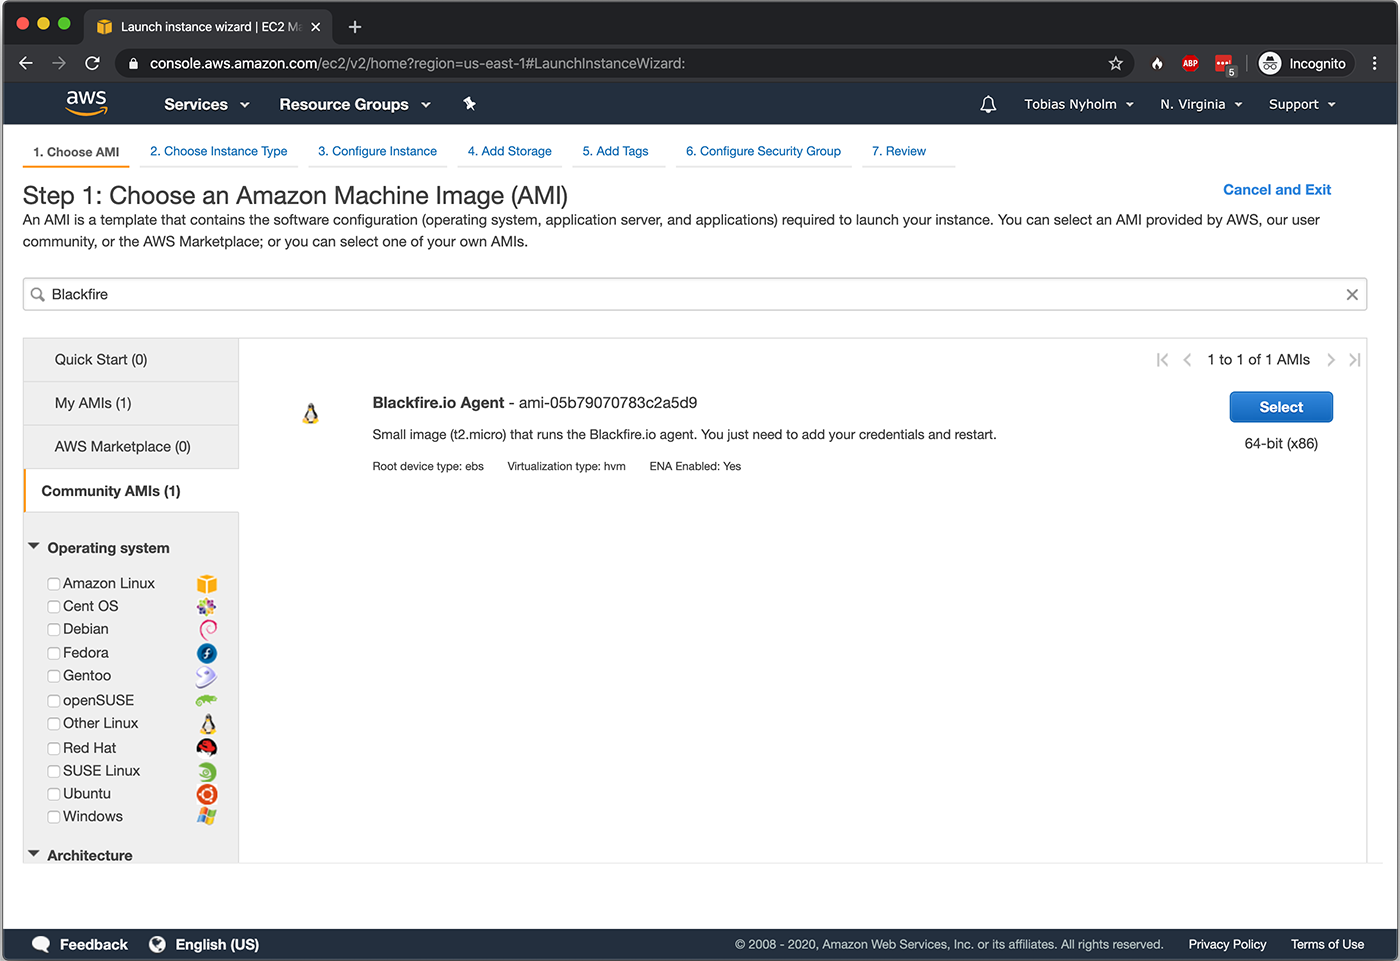 Launch instance wizard | EC2 Ma
console.aws.amazon.com/ec2/v2/home?region=us-east-1#LaunchInstanceWizard:
ABP
5
Incognito
aws
Services
Resource Groups
Tobias Nyholm
N. Virginia
Support
1. Choose AMI
2. Choose Instance Type
3. Configure Instance
4. Add Storage
5. Add Tags
6. Configure Security Group
7. Review
Step 1: Choose an Amazon Machine Image (AMI)
Cancel and Exit
An AMI is a template that contains the software configuration (operating system, application server, and applications) required to launch your instance. You can select an AMI provided by AWS, our user
community, or the AWS Marketplace; or you can select one of your own AMIs.
Blackfire
Quick Start (0)
My AMIs (1)
AWS Marketplace (0)
Community AMIs (1)
Operating system
Amazon Linux
Cent OS
Debian
Fedora
Gentoo
openSUSE
Other Linux
Red Hat
SUSE Linux
Ubuntu
Windows
Architecture
1 to 1 of 1 AMIs
Blackfire.io Agent - ami-05b79070783c2a5d9
Small image (t2.micro) that runs the Blackfire.io agent. You just need to add your credentials and restart.
Root device type: ebs
Virtualization type: hvm
ENA Enabled: Yes
Select
64-bit (x86)
Feedback
English (US)
© 2008 - 2020, Amazon Web Services, Inc. or its affiliates. All rights reserved.
Privacy Policy
Terms of Use